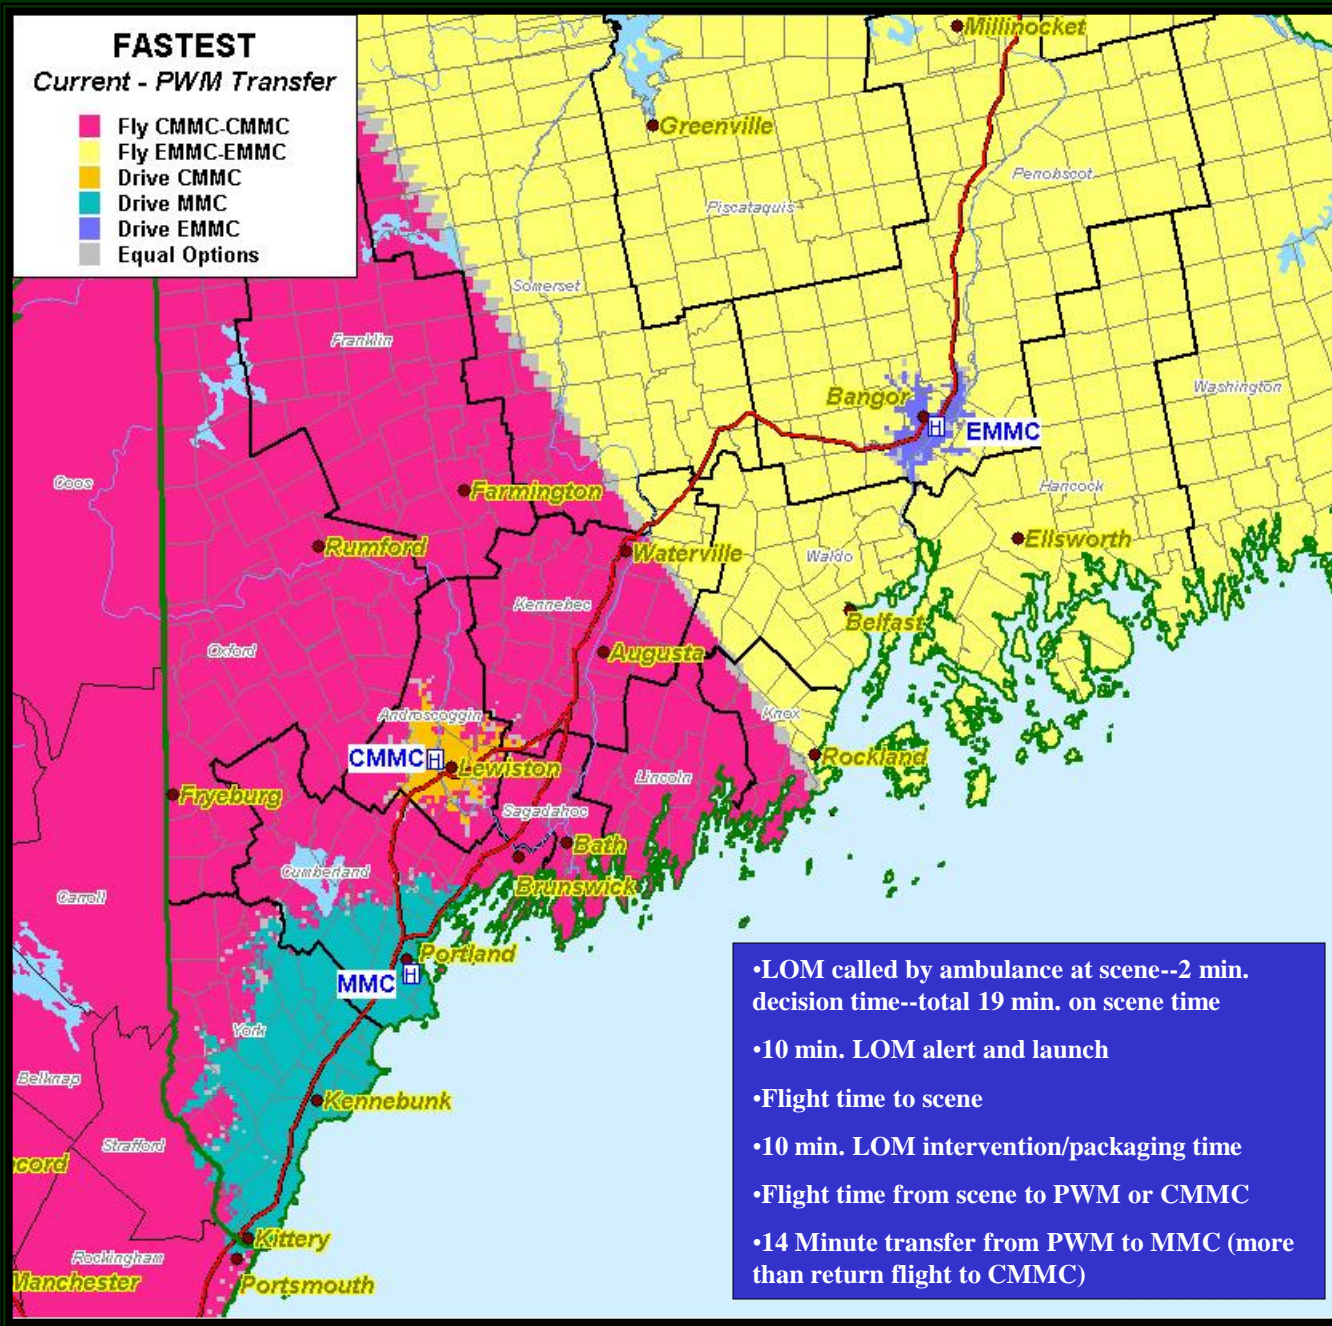 FASTEST
Current - PWM Transfer
Fly CMMC-CMMC
Fly EMMC-EMMC
Drive CMMC
Drive MMC
Drive EMMC
Equal Options
Millinocket
Greenville
Penobscot
Piscataquis
Somerset
Franklin
Washington
Bangor
EMMC
Coos
Farmington
Hancock
Rumford
Waterville
Waldo
Ellsworth
Kennebec
Belfast
Oxford
Augusta
Androscoggin
Knox
CMMC
H
Lewiston
Rockland
Lincoln
Fryeburg
Sagadahoc
Bath
Cumberland
Brunswick
Carroll
Portland
MMC
H
York
Belknap
Kennebunk
Strafford
cord
Kittery
Rockingham
Manchester
Portsmouth
H
•LOM called by ambulance at scene--2 min.
decision time--total 19 min. on scene time
•10 min. LOM alert and launch
•Flight time to scene
•10 min. LOM intervention/packaging time
•Flight time from scene to PWM or CMMC
•14 Minute transfer from PWM to MMC (more
than return flight to CMMC)